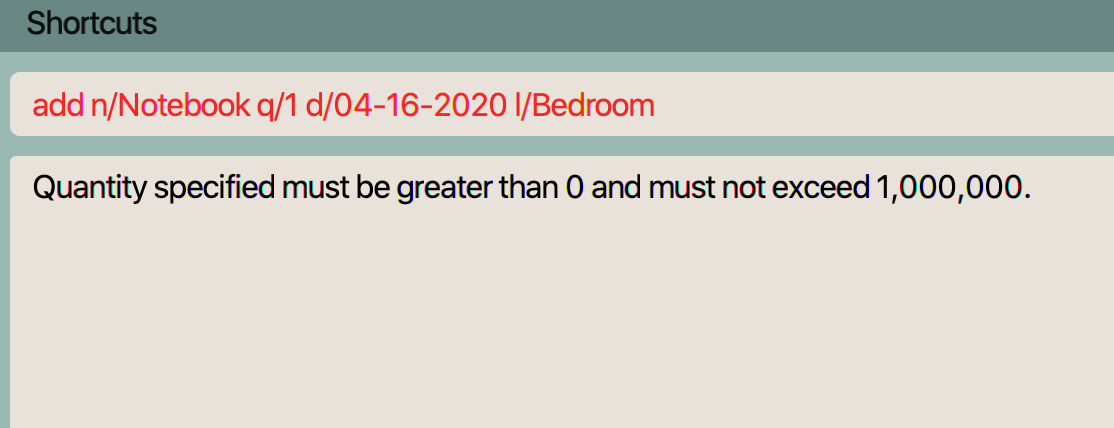 Shortcuts
add n/Notebook q/1 d/04-16-2020 l/Bedroom
Quantity specified must be greater than 0 and must not exceed 1,000,000.